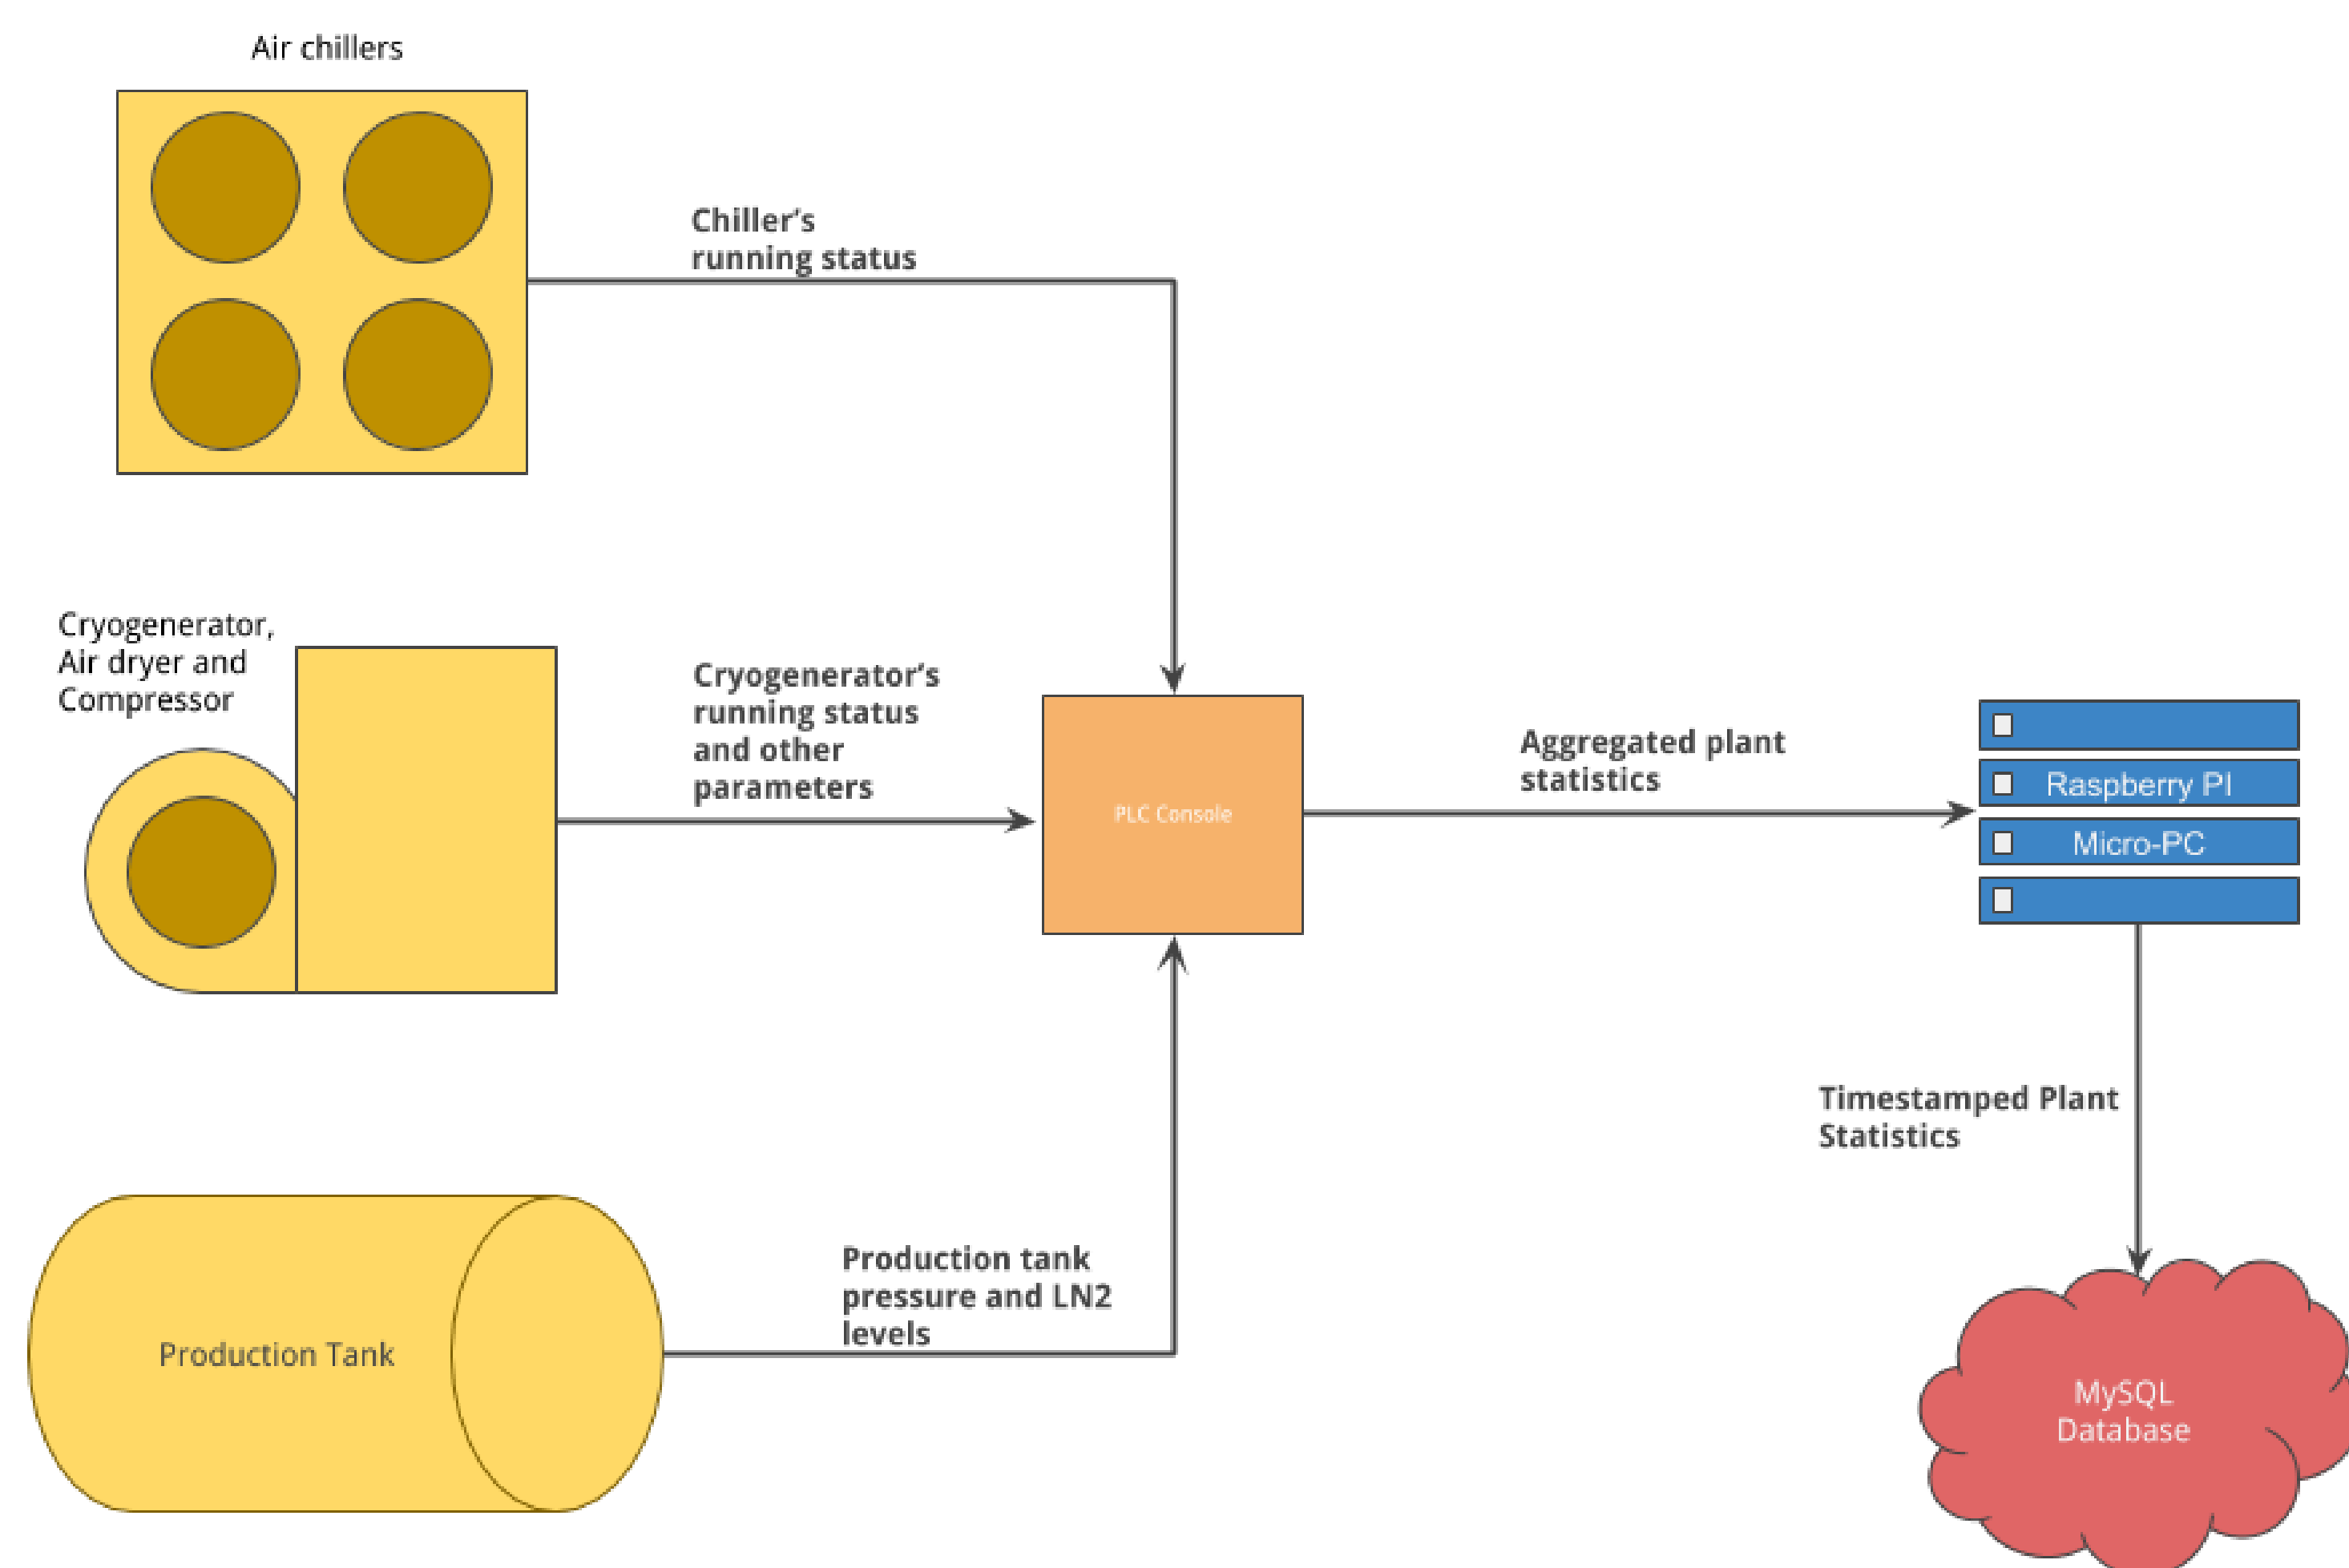 Air chillers
Chiller's
running status
Cryogenerator,
Air dryer and
Compressor
Cryogenerator's
running status
and other
parameters
PLC Console
Aggregated plant
statistics
Raspberry PI
Micro-PC
Timestamped Plant
Statistics
Production tank
pressure and LN2
levels
Production Tank
MySQL
Database